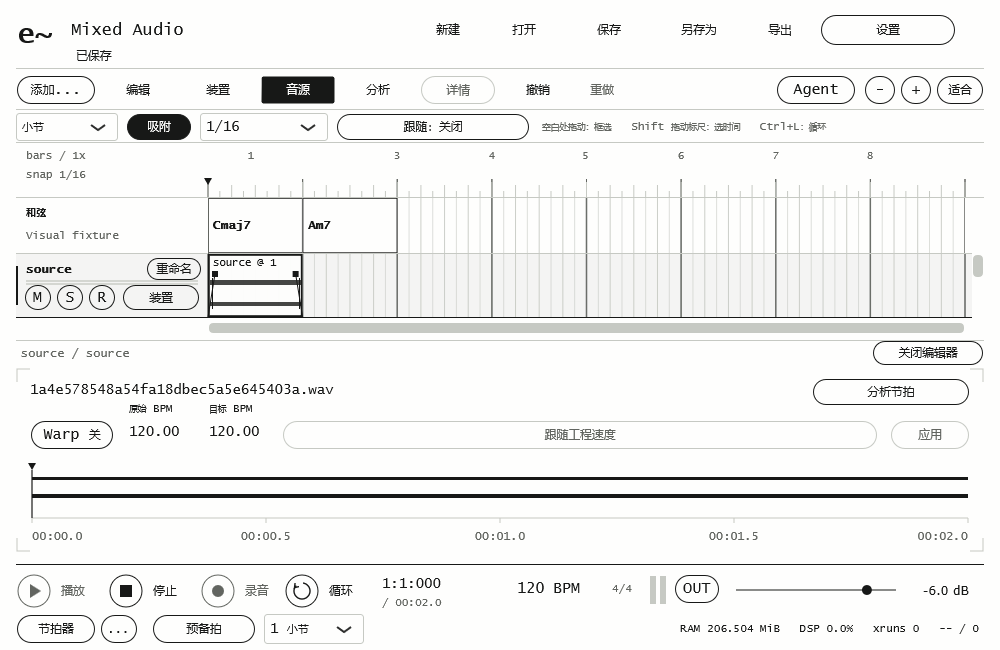 e~ Mixed Audio 新建 打开 保存 另存为 导出 设置
已保存
添加... 编辑 装置 音源 分析 详情 撤销 重做 Agent - + 适合
小节 吸附 1/16 跟随: 关闭 空白处拖动: 框选 Shift 拖动标尺: 选时间 Ctrl+L: 循环
bars / 1x 1 3 4 5 6 7 8
snap 1/16
和弦
Visual fixture Cmaj7 Am7
source 重命名 source @ 1
M S R 装置
source / source 关闭编辑器
1a4e578548a54fa18dbec5a5e645403a.wav 分析节拍
原始 BPM 目标 BPM
Warp 关 120.00 120.00 跟随工程速度 应用
00:00.0 00:00.5 00:01.0 00:01.5 00:02.0
播放 停止 录音 循环 1:1:000 120 BPM 4/4 OUT -6.0 dB
/ 00:02.0
节拍器 ... 预备拍 1 小节 RAM 206.504 MiB DSP 0.0% xruns 0 -- / 0